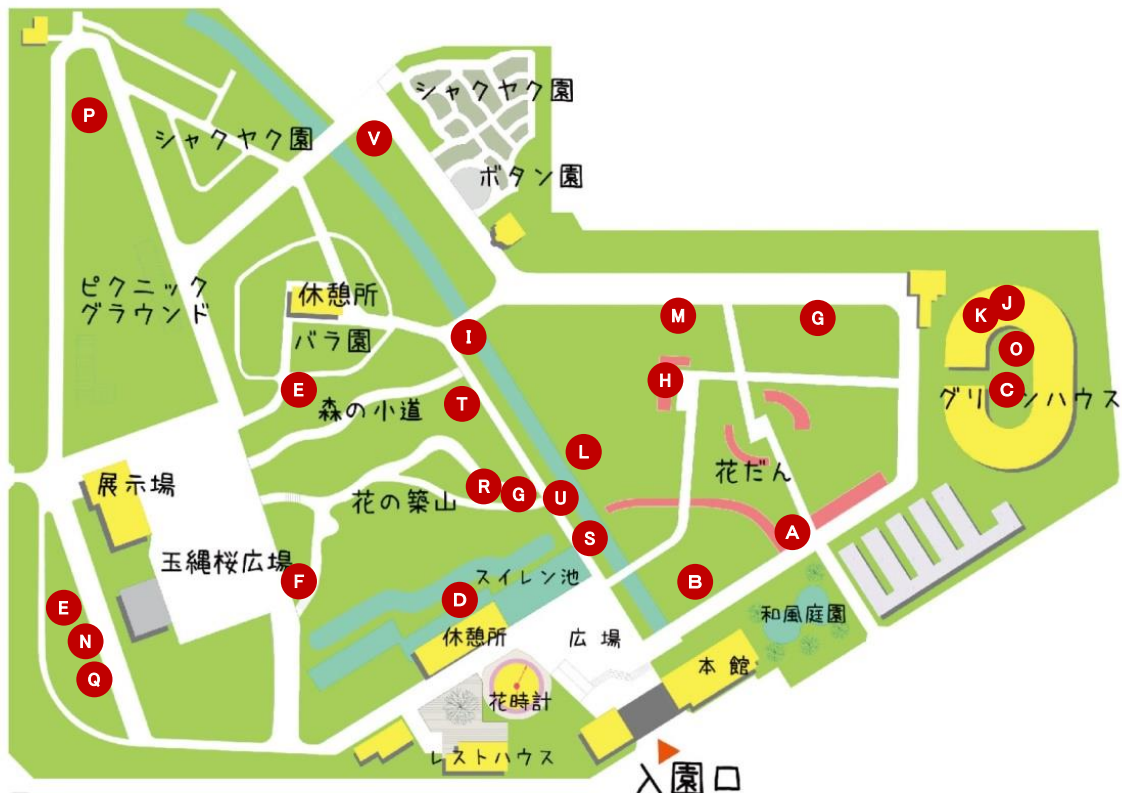 シャクヤク園
P
V
シャクヤク園
ボタン園
ピクニック
グラウンド
休憩所
J
K
M
G
I
バラ園
O
H
E
C
グリーンハウス
T
森の小道
L
花だん
展示場
R
G
U
花の築山
A
S
玉縄桜広場
スイレン池
F
B
D
E
和風庭園
N
休憩所
広場
本館
Q
花時計
レストハウス
入園口